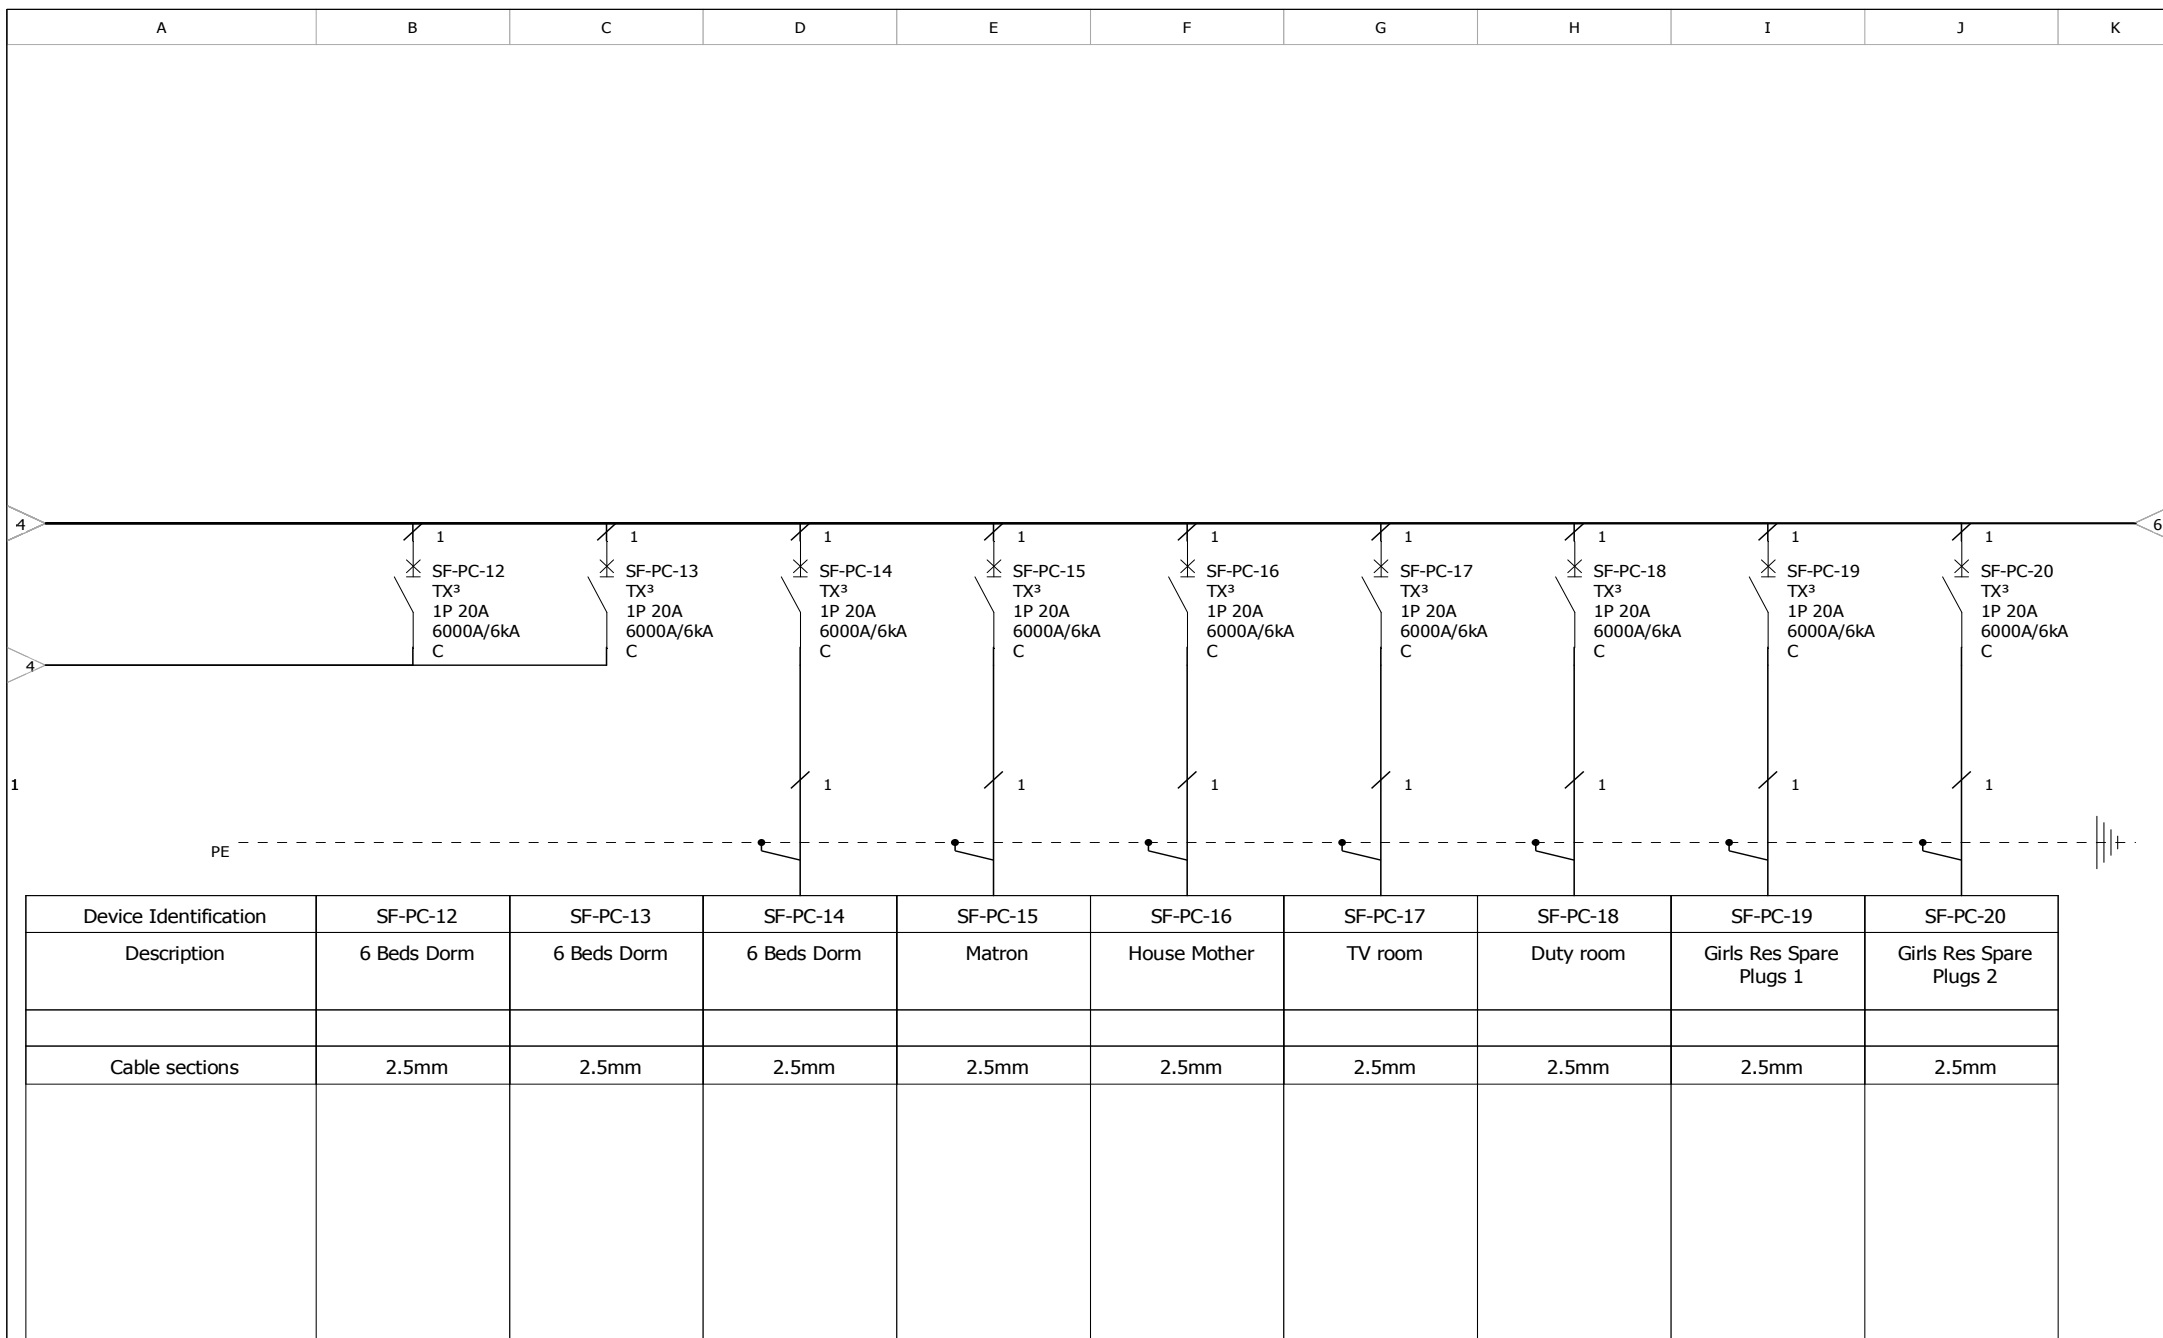 A B C D E F G H I J K
4 6
1 1 1 1 1 1 1 1 1
SF-PC-12 SF-PC-13 SF-PC-14 SF-PC-15 SF-PC-16 SF-PC-17 SF-PC-18 SF-PC-19 SF-PC-20
TX³ TX³ TX³ TX³ TX³ TX³ TX³ TX³ TX³
1P 20A 1P 20A 1P 20A 1P 20A 1P 20A 1P 20A 1P 20A 1P 20A 1P 20A
6000A/6kA 6000A/6kA 6000A/6kA 6000A/6kA 6000A/6kA 6000A/6kA 6000A/6kA 6000A/6kA 6000A/6kA
C C C C C C C C C
4
1 1 1 1 1 1 1 1
PE
Device Identification SF-PC-12 SF-PC-13 SF-PC-14 SF-PC-15 SF-PC-16 SF-PC-17 SF-PC-18 SF-PC-19 SF-PC-20
Description 6 Beds Dorm 6 Beds Dorm 6 Beds Dorm Matron House Mother TV room Duty room Girls Res Spare Girls Res Spare
Plugs 1 Plugs 2
Cable sections 2.5mm 2.5mm 2.5mm 2.5mm 2.5mm 2.5mm 2.5mm 2.5mm 2.5mm